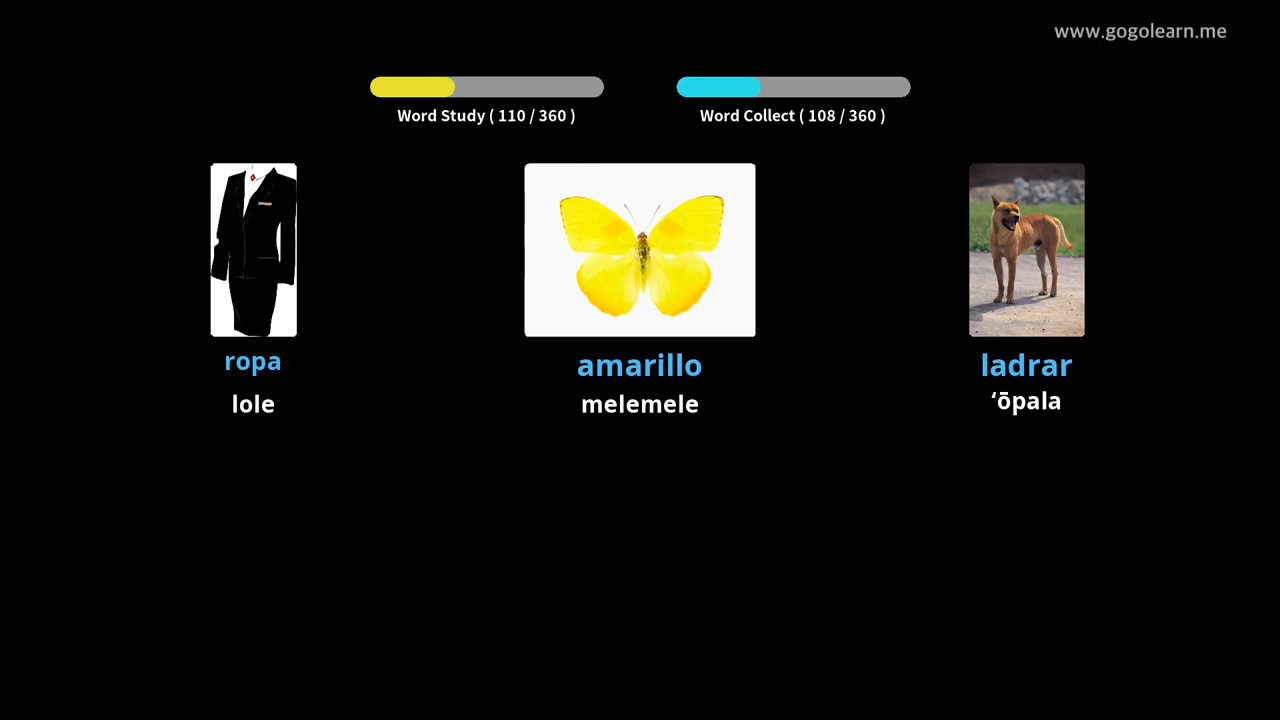 www.gogolearn.me
Word Study ( 110 / 360 )
Word Collect ( 108 / 360 )
ropa
lole
amarillo
melemele
ladrar
ʻōpala